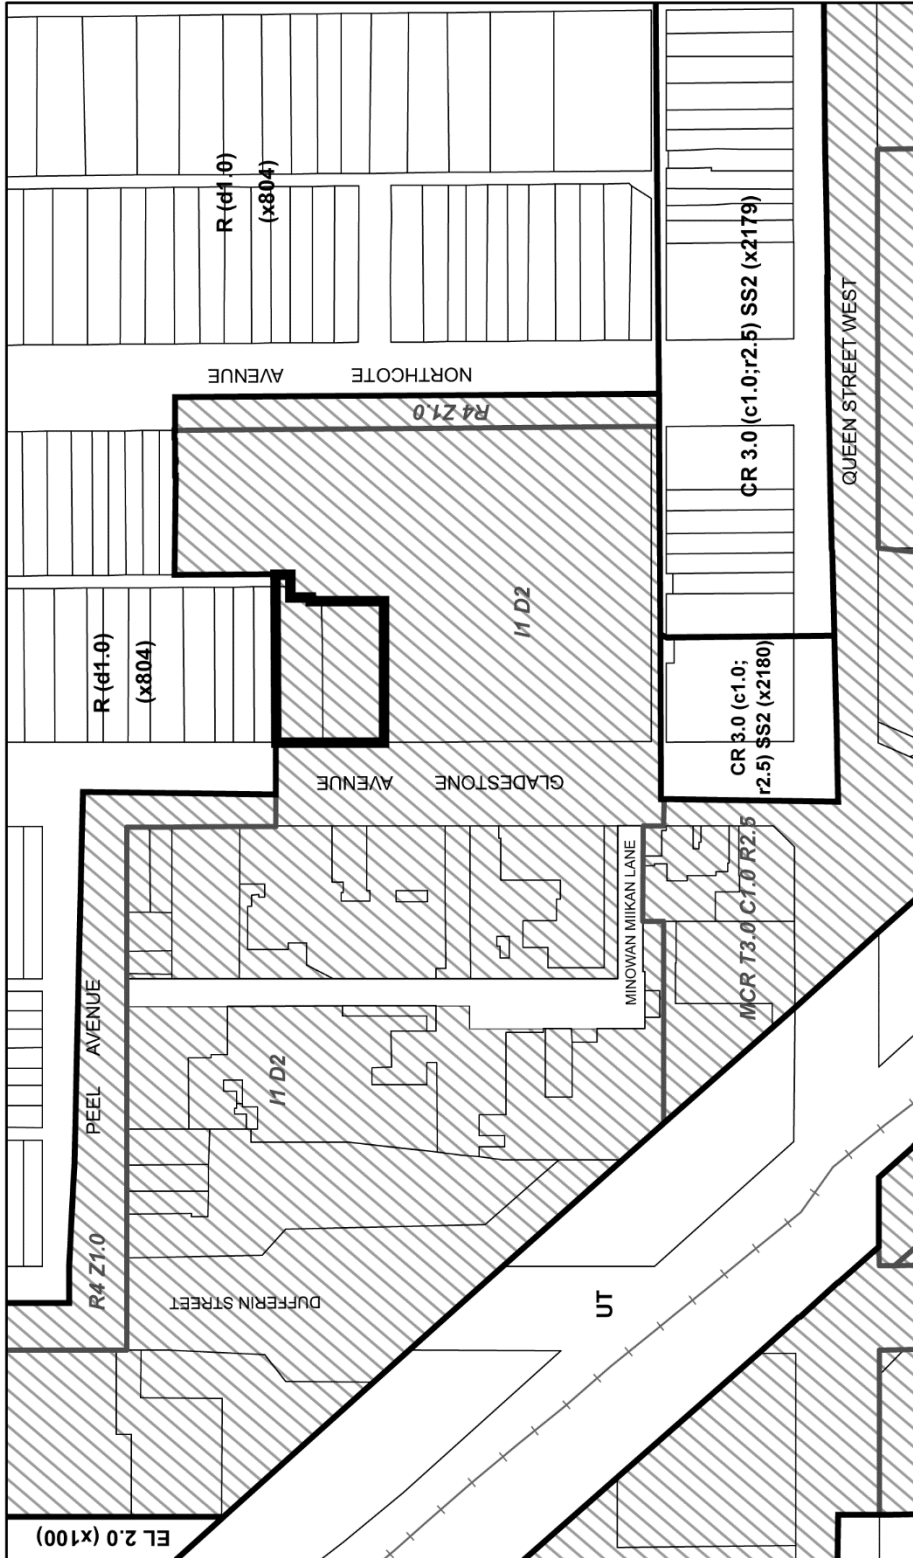 R (d1.0)
(x804)
R4 Z1.0
NORTHCOTE AVENUE
CR 3.0 (c1.0;r2.5) SS2 (x2179)
QUEEN STREET WEST
R (d1.0)
(x804)
I1 D2
CR 3.0 (c1.0;
r2.5) SS2 (x2180)
GLADESTONE AVENUE
PEEL AVENUE
I1 D2
MINOWAN MIIKAN LANE
MCR T3.0 C1.0 R2.5
R4 Z1.0
DUFFERIN STREET
UT
EL 2.0 (x100)